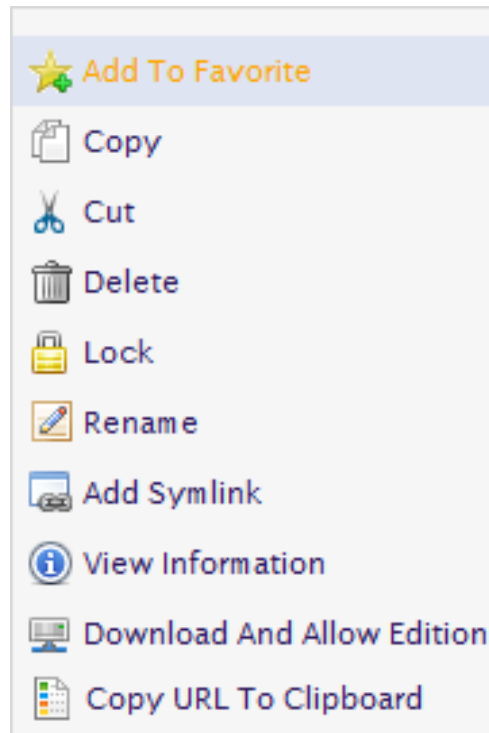 Add To Favorite
Copy
Cut
Delete
Lock
Rename
Add Symlink
View Information
Download And Allow Edition
Copy URL To Clipboard